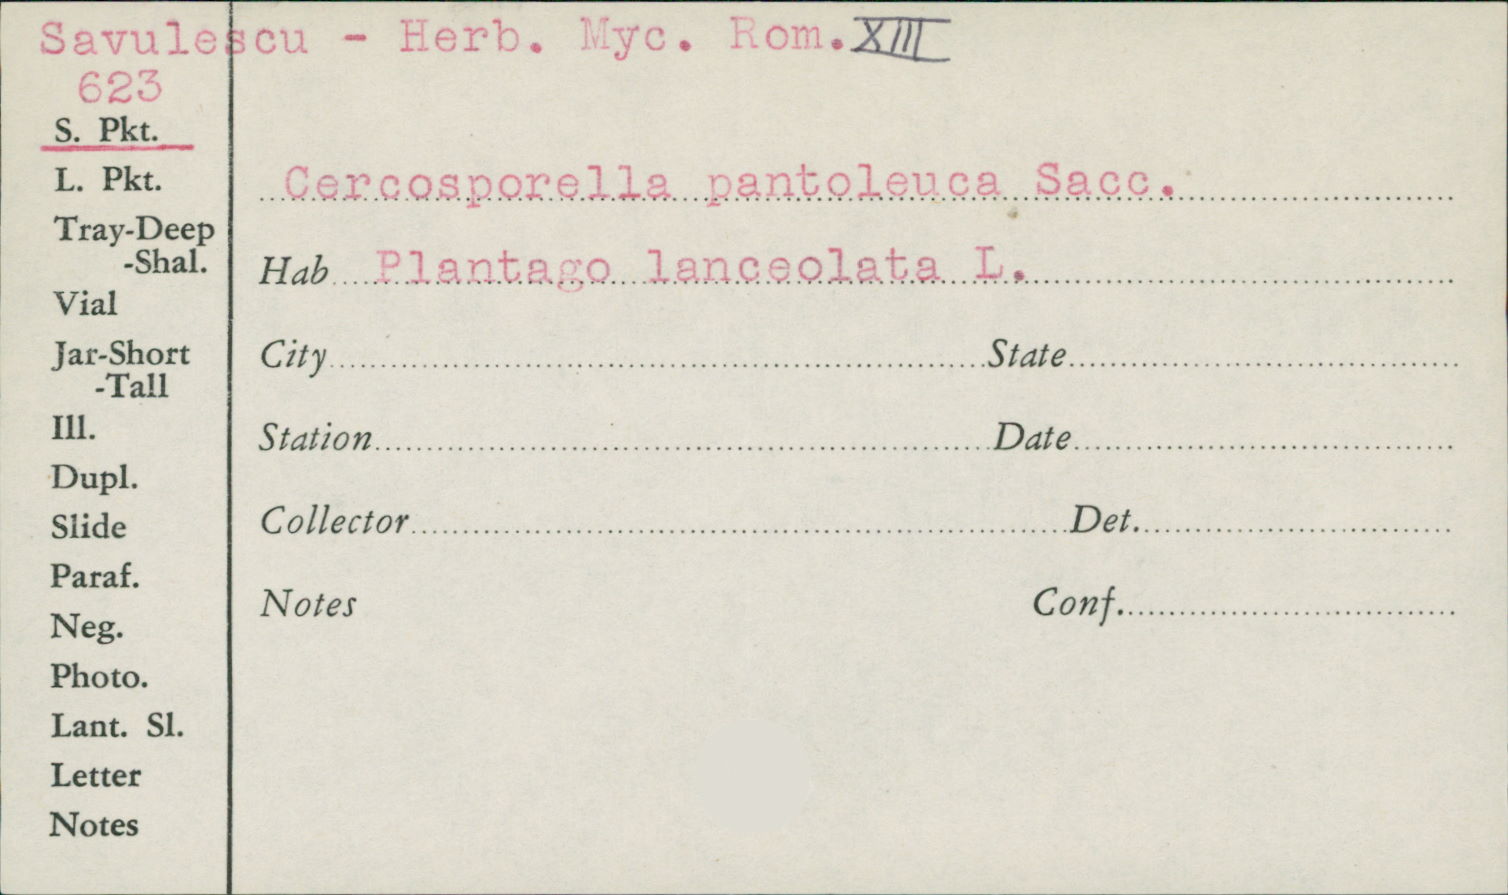 Savulescu - Herb. Myc. Rom. XIII
623
S. Pkt.
L. Pkt.
Tray-Deep
-Shal.
Vial
Jar-Short
-Tall
Ill.
Dupl.
Slide
Paraf.
Neg.
Photo.
Lant. Sl.
Letter
Notes
Cercosporella pantoleuca Sacc.
Hab Plantago lanceolata L.
City State
Station Date
Collector Det.
Notes Conf.